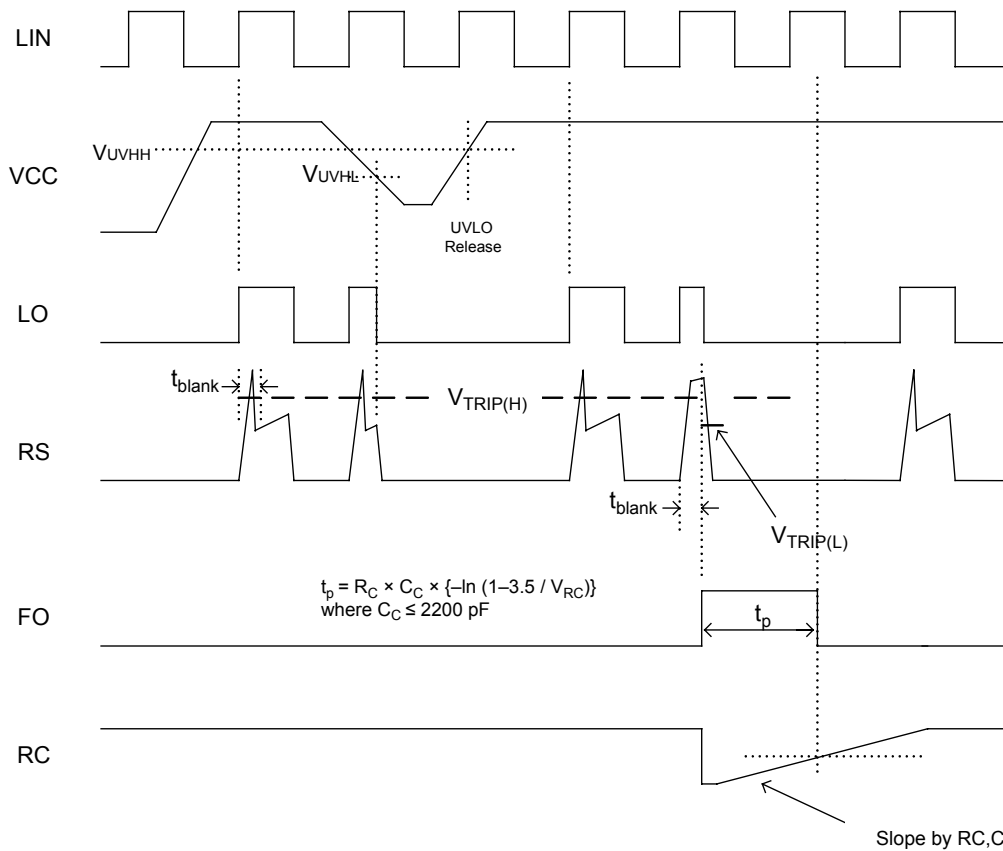 LIN
VUVHH
VCC
VUVHL
UVLO
Release
LO
tblank
VTRIP(H)
RS
tblank
VTRIP(L)
tp = RC × CC × {–ln (1–3.5 / VRC)}
where CC ≤ 2200 pF
FO
tp
RC
Slope by RC,C